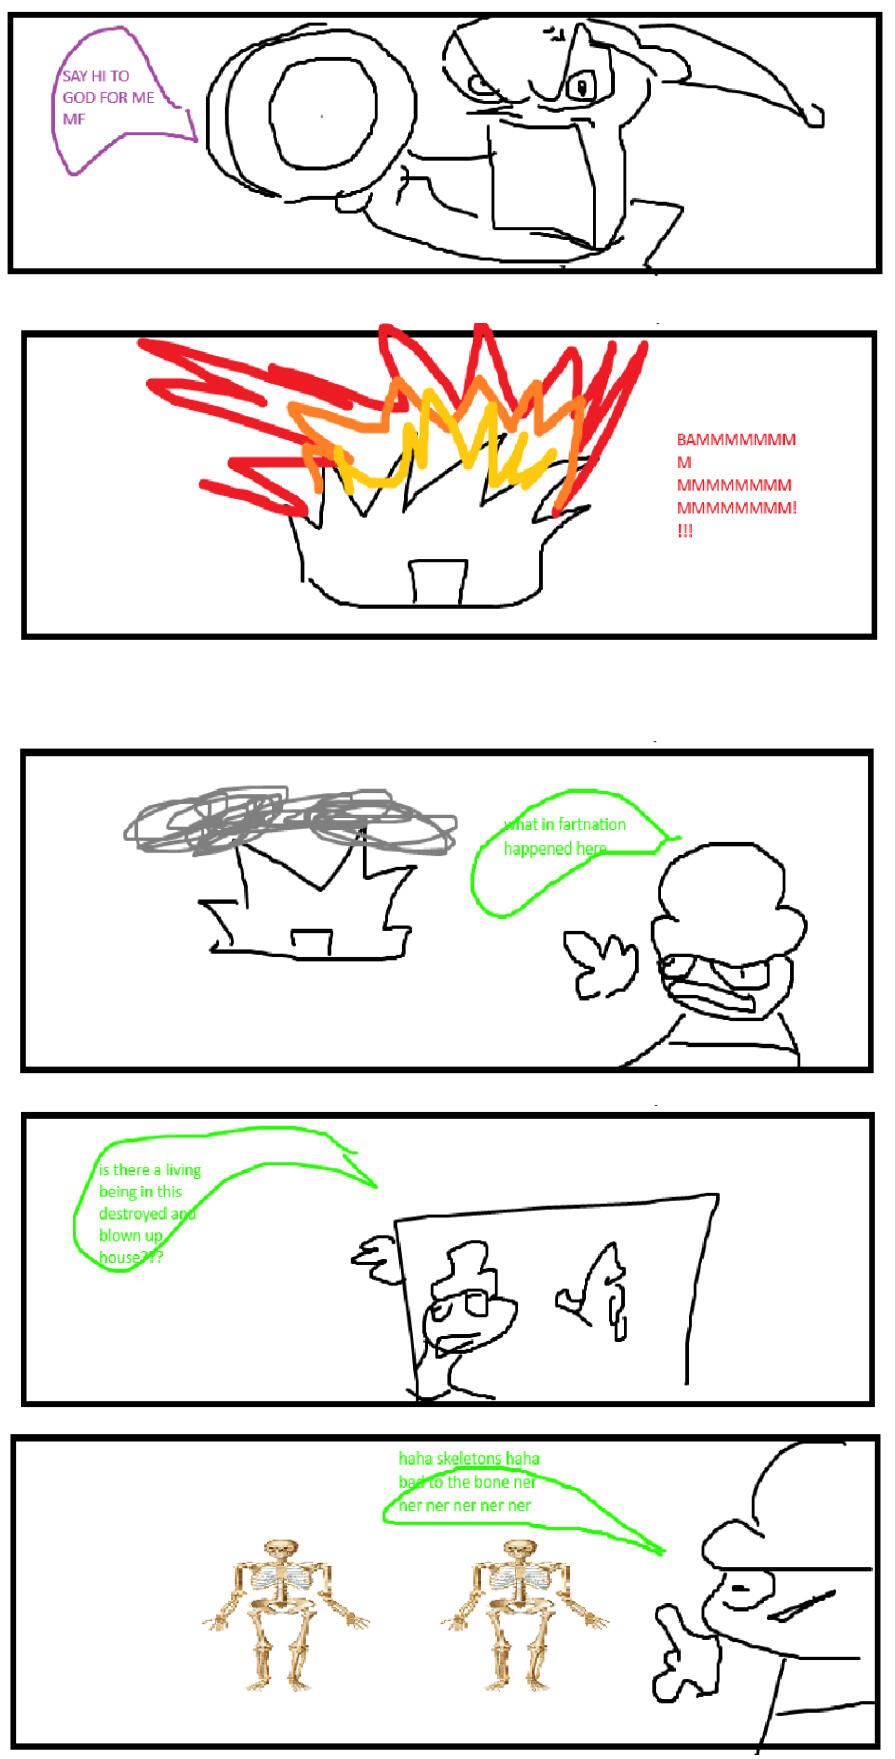 SAY HI TO
GOD FOR ME
MF
BAMMMMMMM
M
MMMMMMMM
MMMMMMMM!
!!!
what in fartnation
happened here
is there a living
being in this
destroyed and
blown up
house???
haha skeletons haha
bad to the bone ner
ner ner ner ner ner